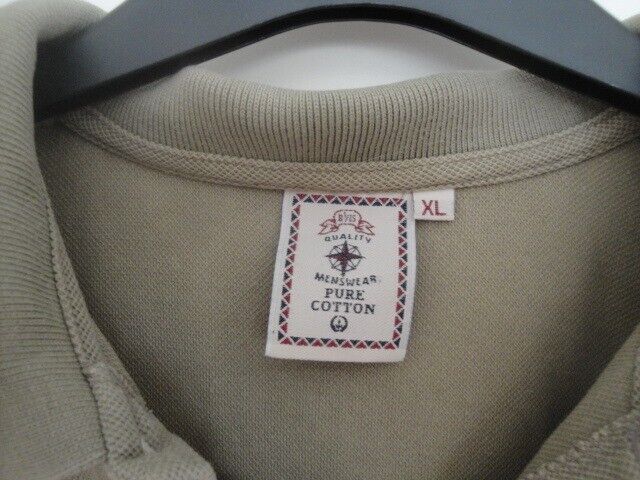 QUALITY
MENSWEAR
PURE
COTTON
XL